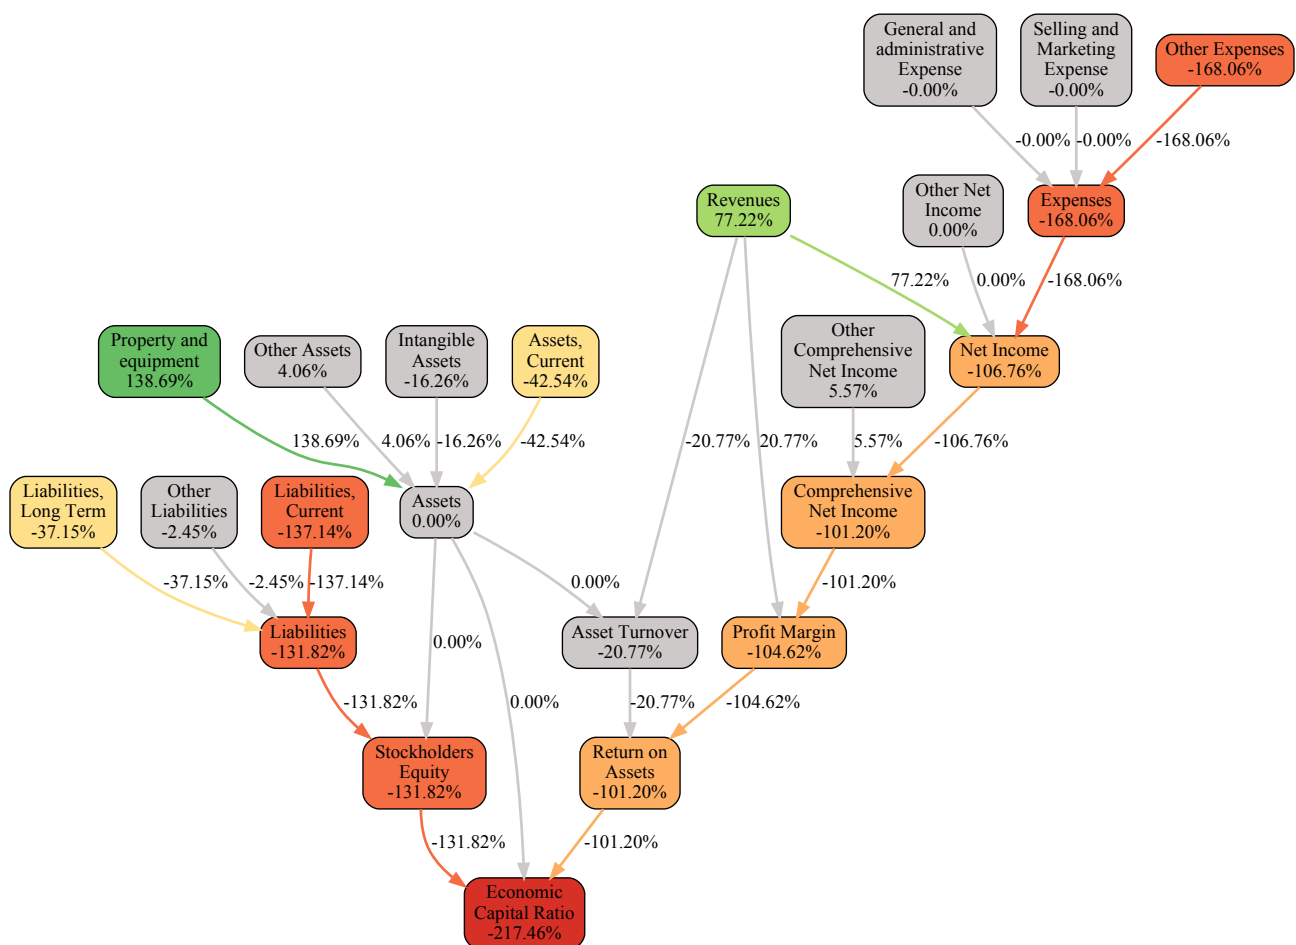 General and
administrative
Expense
-0.00%
Selling and
Marketing
Expense
-0.00%
Other Expenses
-168.06%
-0.00%
-0.00%
-168.06%
Revenues
77.22%
Other Net
Income
0.00%
Expenses
-168.06%
77.22%
0.00%
-168.06%
Property and
equipment
138.69%
Other Assets
4.06%
Intangible
Assets
-16.26%
Assets,
Current
-42.54%
Other
Comprehensive
Net Income
5.57%
Net Income
-106.76%
138.69%
4.06%
-16.26%
-42.54%
-20.77%
20.77%
5.57%
-106.76%
Liabilities,
Long Term
-37.15%
Other
Liabilities
-2.45%
Liabilities,
Current
-137.14%
Assets
0.00%
Comprehensive
Net Income
-101.20%
-37.15%
-2.45%
-137.14%
0.00%
-101.20%
Liabilities
-131.82%
0.00%
Asset Turnover
-20.77%
Profit Margin
-104.62%
-131.82%
0.00%
-20.77%
-104.62%
Stockholders
Equity
-131.82%
Return on
Assets
-101.20%
-131.82%
-101.20%
Economic
Capital Ratio
-217.46%